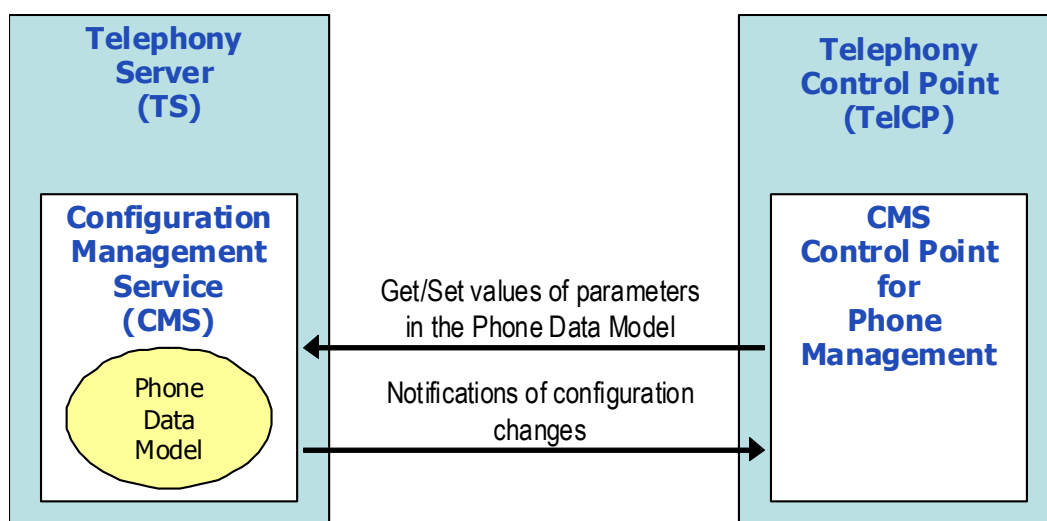 Telephony
Server
(TS)
Configuration
Management
Service
(CMS)
Phone
Data
Model
Get/Set values of parameters
in the Phone Data Model
Notifications of configuration
changes
Telephony
Control Point
(TelCP)
CMS
Control Point
for
Phone
Management